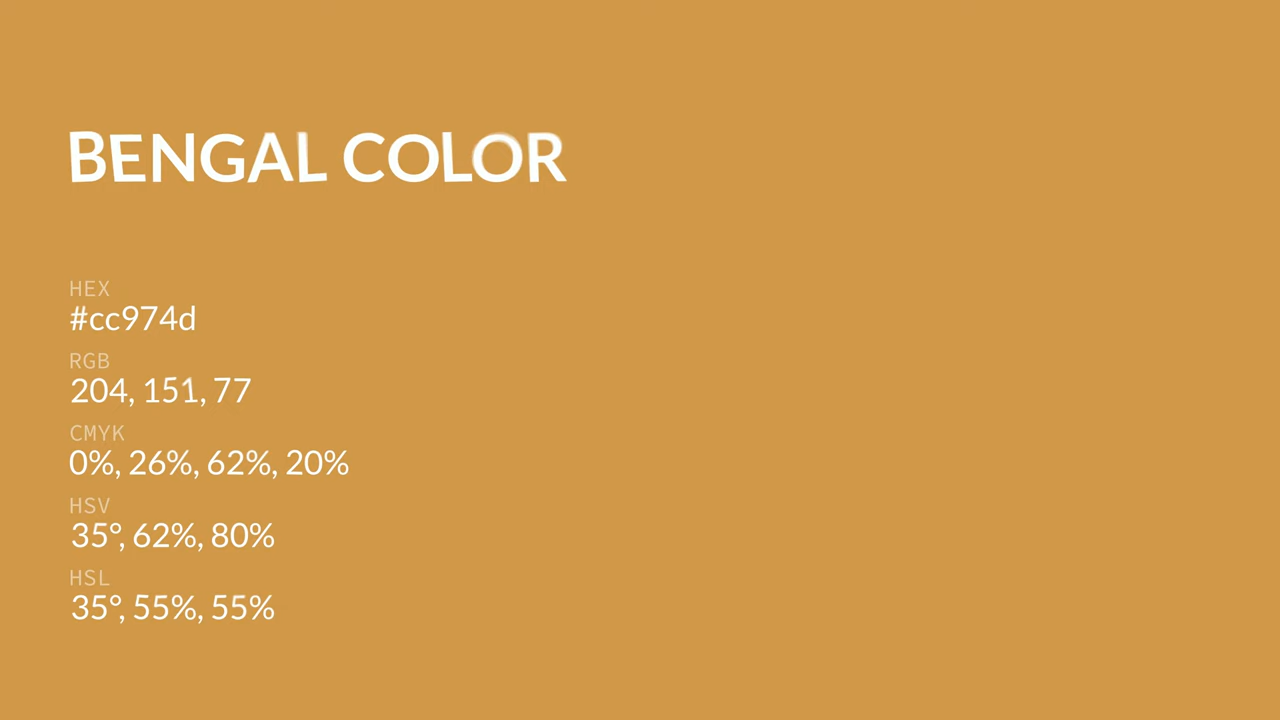 BENGAL COLOR
HEX
#cc974d
RGB
204, 151, 77
CMYK
0%, 26%, 62%, 20%
HSV
35°, 62%, 80%
HSL
35°, 55%, 55%